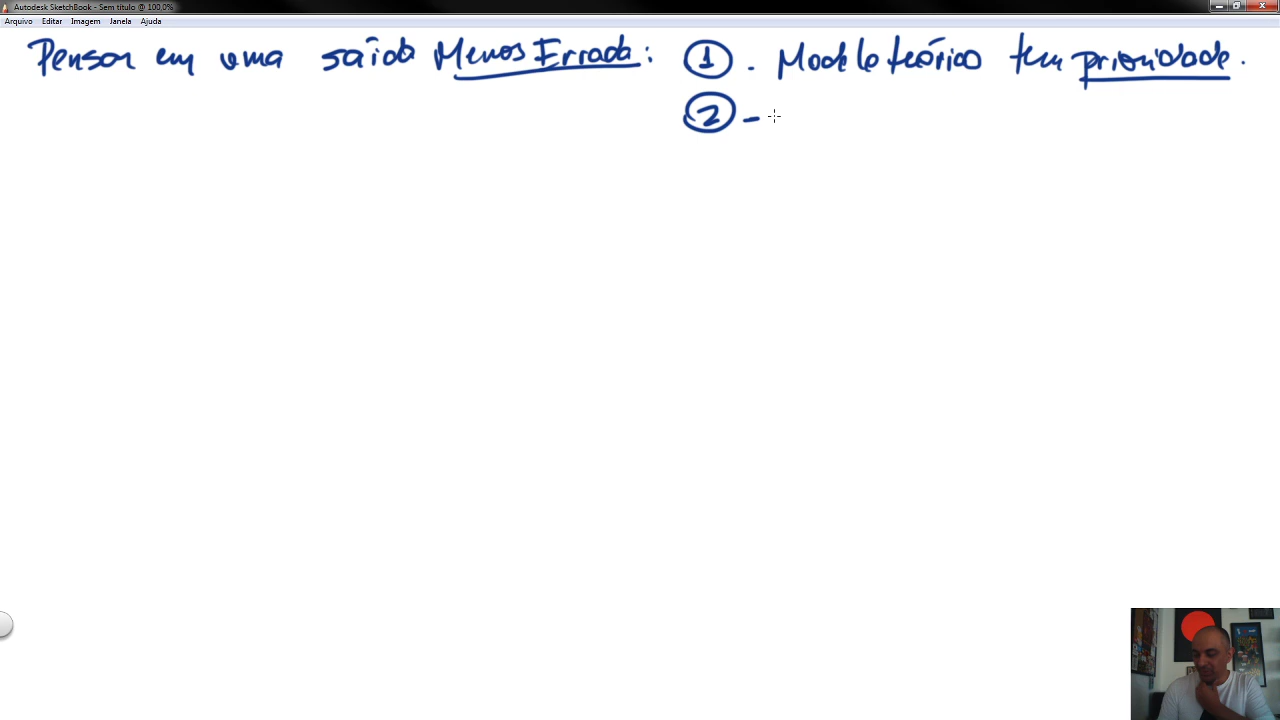 Autodesk SketchBook - Sem título @ 100,0%
Arquivo Editar Imagem Janela Ajuda
Pensar em uma saída Menos Errada: 1. Modelo teórico tem prioridade.
2 -